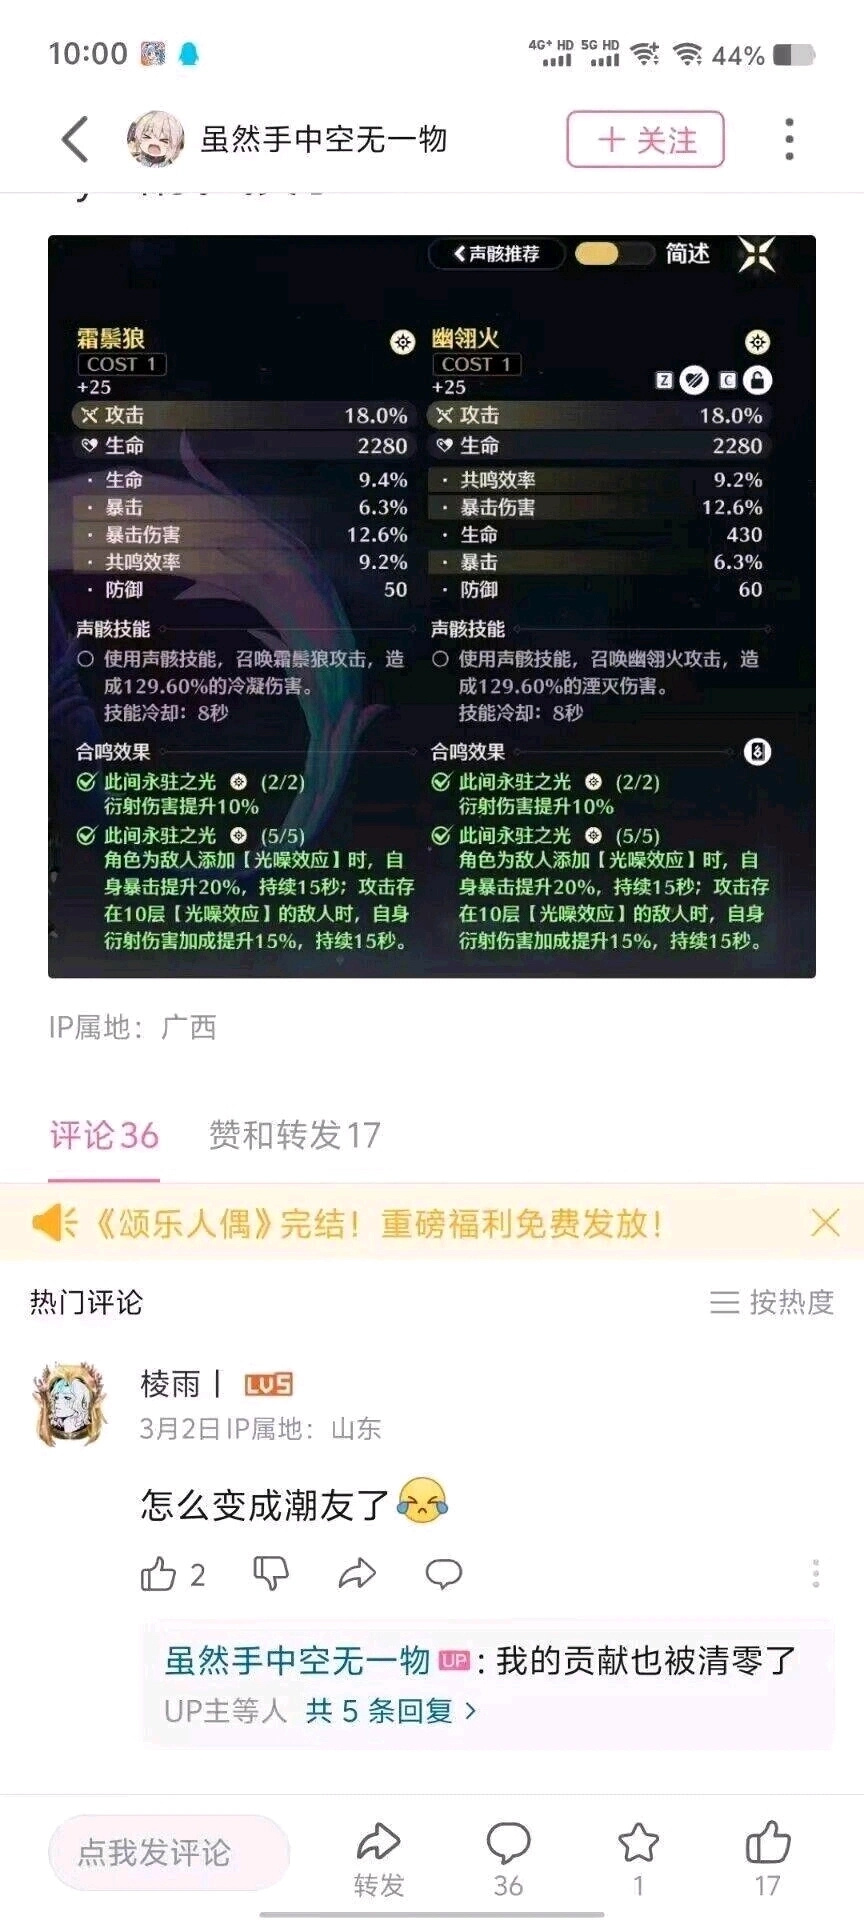 10:00
4G+ HD 5G HD 44%
虽然手中空无一物
+ 关注
声骸推荐 简述
霜鬃狼
COST 1
+25
攻击 18.0%
生命 2280
· 生命 9.4%
· 暴击 6.3%
· 暴击伤害 12.6%
· 共鸣效率 9.2%
· 防御 50
声骸技能
使用声骸技能，召唤霜鬃狼攻击，造
成129.60%的冷凝伤害。
技能冷却：8秒
合鸣效果
此间永驻之光 (2/2)
衍射伤害提升10%
此间永驻之光 (5/5)
角色为敌人添加【光噪效应】时，自
身暴击提升20%，持续15秒；攻击存
在10层【光噪效应】的敌人时，自身
衍射伤害加成提升15%，持续15秒。
幽翎火
COST 1
+25
Z C
攻击 18.0%
生命 2280
· 共鸣效率 9.2%
· 暴击伤害 12.6%
· 生命 430
· 暴击 6.3%
· 防御 60
声骸技能
使用声骸技能，召唤幽翎火攻击，造
成129.60%的湮灭伤害。
技能冷却：8秒
合鸣效果
此间永驻之光 (2/2)
衍射伤害提升10%
此间永驻之光 (5/5)
角色为敌人添加【光噪效应】时，自
身暴击提升20%，持续15秒；攻击存
在10层【光噪效应】的敌人时，自身
衍射伤害加成提升15%，持续15秒。
IP属地：广西
评论36 赞和转发17
《颂乐人偶》完结！重磅福利免费发放！
热门评论 按热度
棱雨丨 LV5
3月2日 IP属地：山东
怎么变成潮友了
2
虽然手中空无一物 UP : 我的贡献也被清零了
UP主等人 共 5 条回复 >
点我发评论
转发 36 1 17